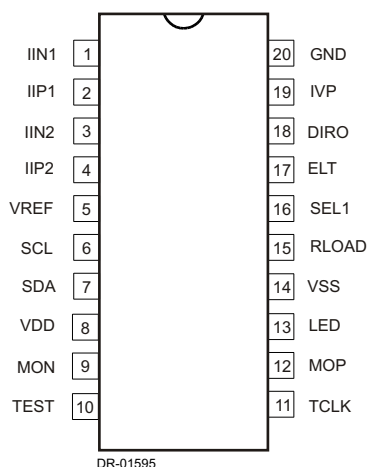 IIN1 1 20 GND
IIP1 2 19 IVP
IIN2 3 18 DIRO
IIP2 4 17 ELT
VREF 5 16 SEL1
SCL 6 15 RLOAD
SDA 7 14 VSS
VDD 8 13 LED
MON 9 12 MOP
TEST 10 11 TCLK
DR-01595